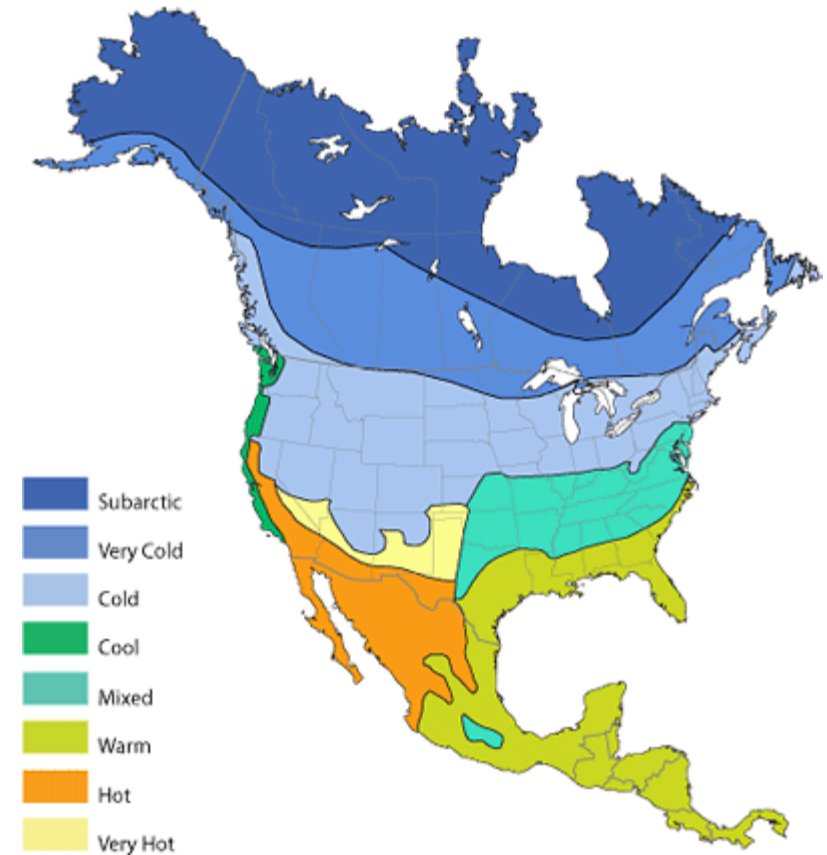 Subarctic
Very Cold
Cold
Cool
Mixed
Warm
Hot
Very Hot